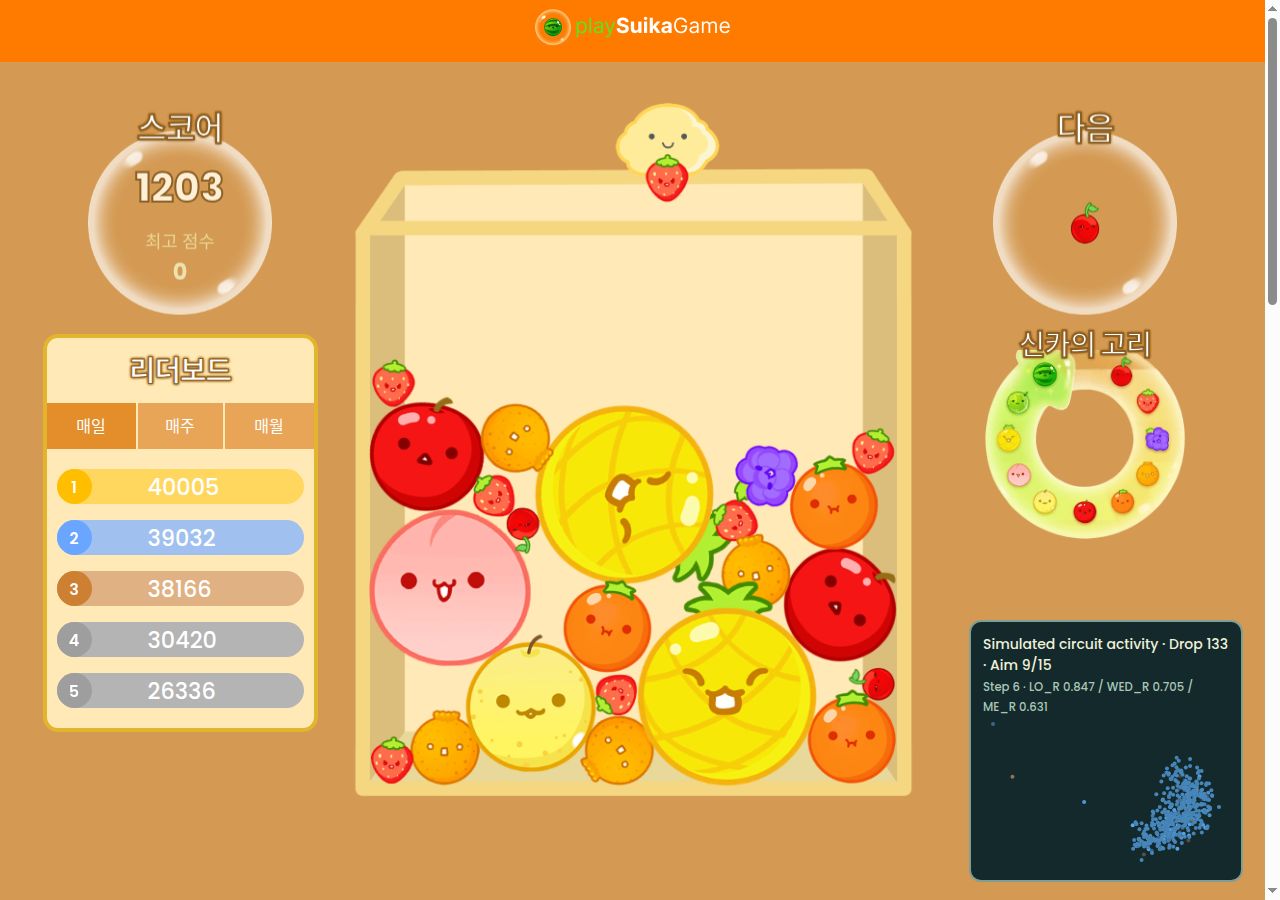 playSuikaGame
스코어
1203
최고 점수
0
리더보드
매일 매주 매월
1 40005
2 39032
3 38166
4 30420
5 26336
다음
신카의 고리
Simulated circuit activity · Drop 133
· Aim 9/15
Step 6 · LO_R 0.847 / WED_R 0.705 /
ME_R 0.631